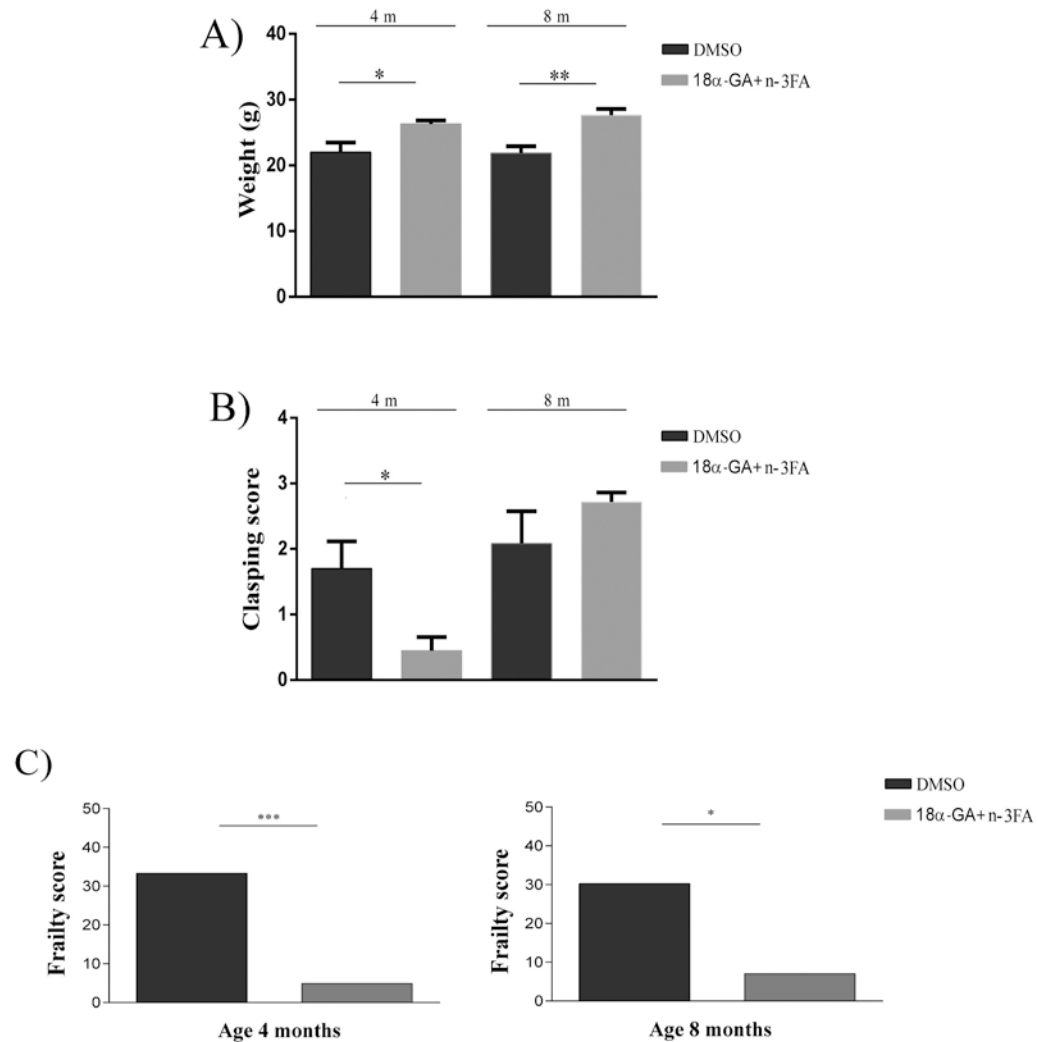 A)
4 m 8 m
DMSO
18α-GA+ n-3FA
* **
40
30
20
10
0
Weight (g)
B)
4 m 8 m
DMSO
18α-GA+ n-3FA
*
4
3
2
1
0
Clasping score
C)
DMSO
18α-GA+ n-3FA
***
50
40
30
20
10
0
Frailty score
Age 4 months
*
50
40
30
20
10
0
Frailty score
Age 8 months